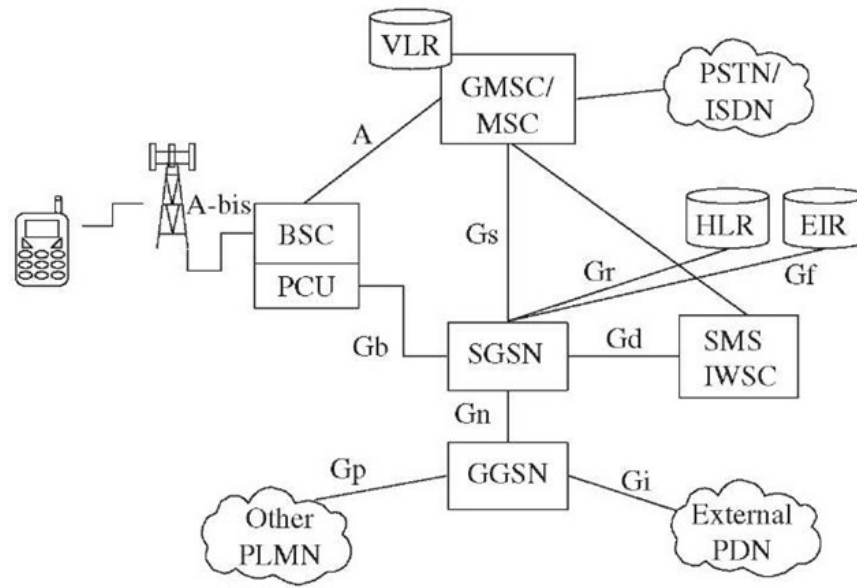 VLR
GMSC/
MSC
PSTN/
ISDN
A
A-bis
BSC
PCU
HLR
EIR
Gs
Gr
Gf
Gb
SGSN
Gd
SMS
IWSC
Gn
GGSN
Gp
Gi
Other
PLMN
External
PDN